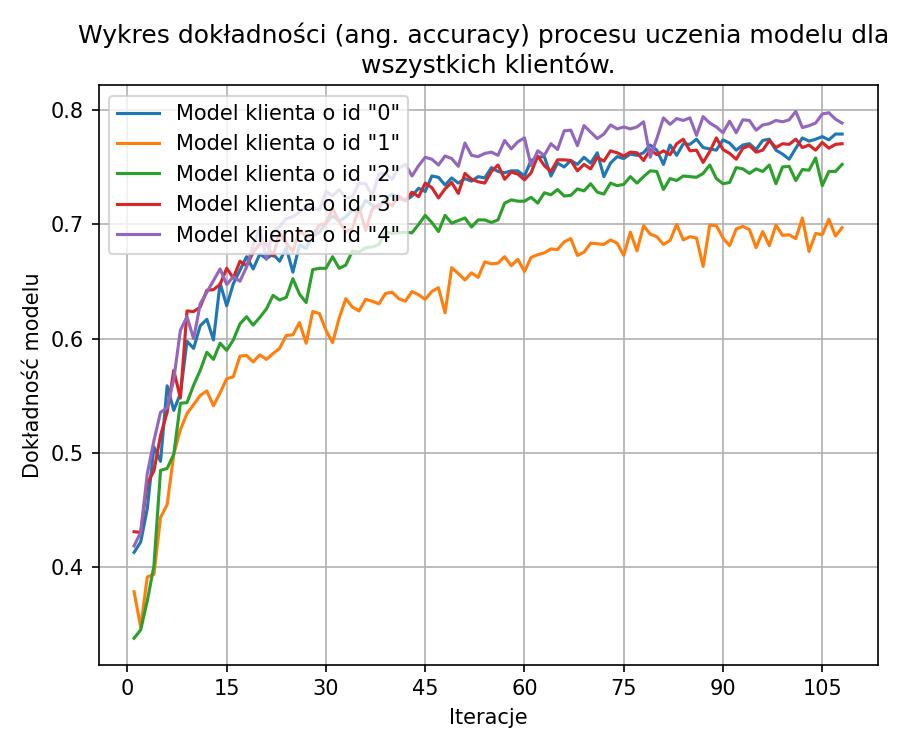 Wykres dokładności (ang. accuracy) procesu uczenia modelu dla
wszystkich klientów.
Model klienta o id "0"
Model klienta o id "1"
Model klienta o id "2"
Model klienta o id "3"
Model klienta o id "4"
Dokładność modelu
0.8
0.7
0.6
0.5
0.4
0
15
30
45
60
75
90
105
Iteracje